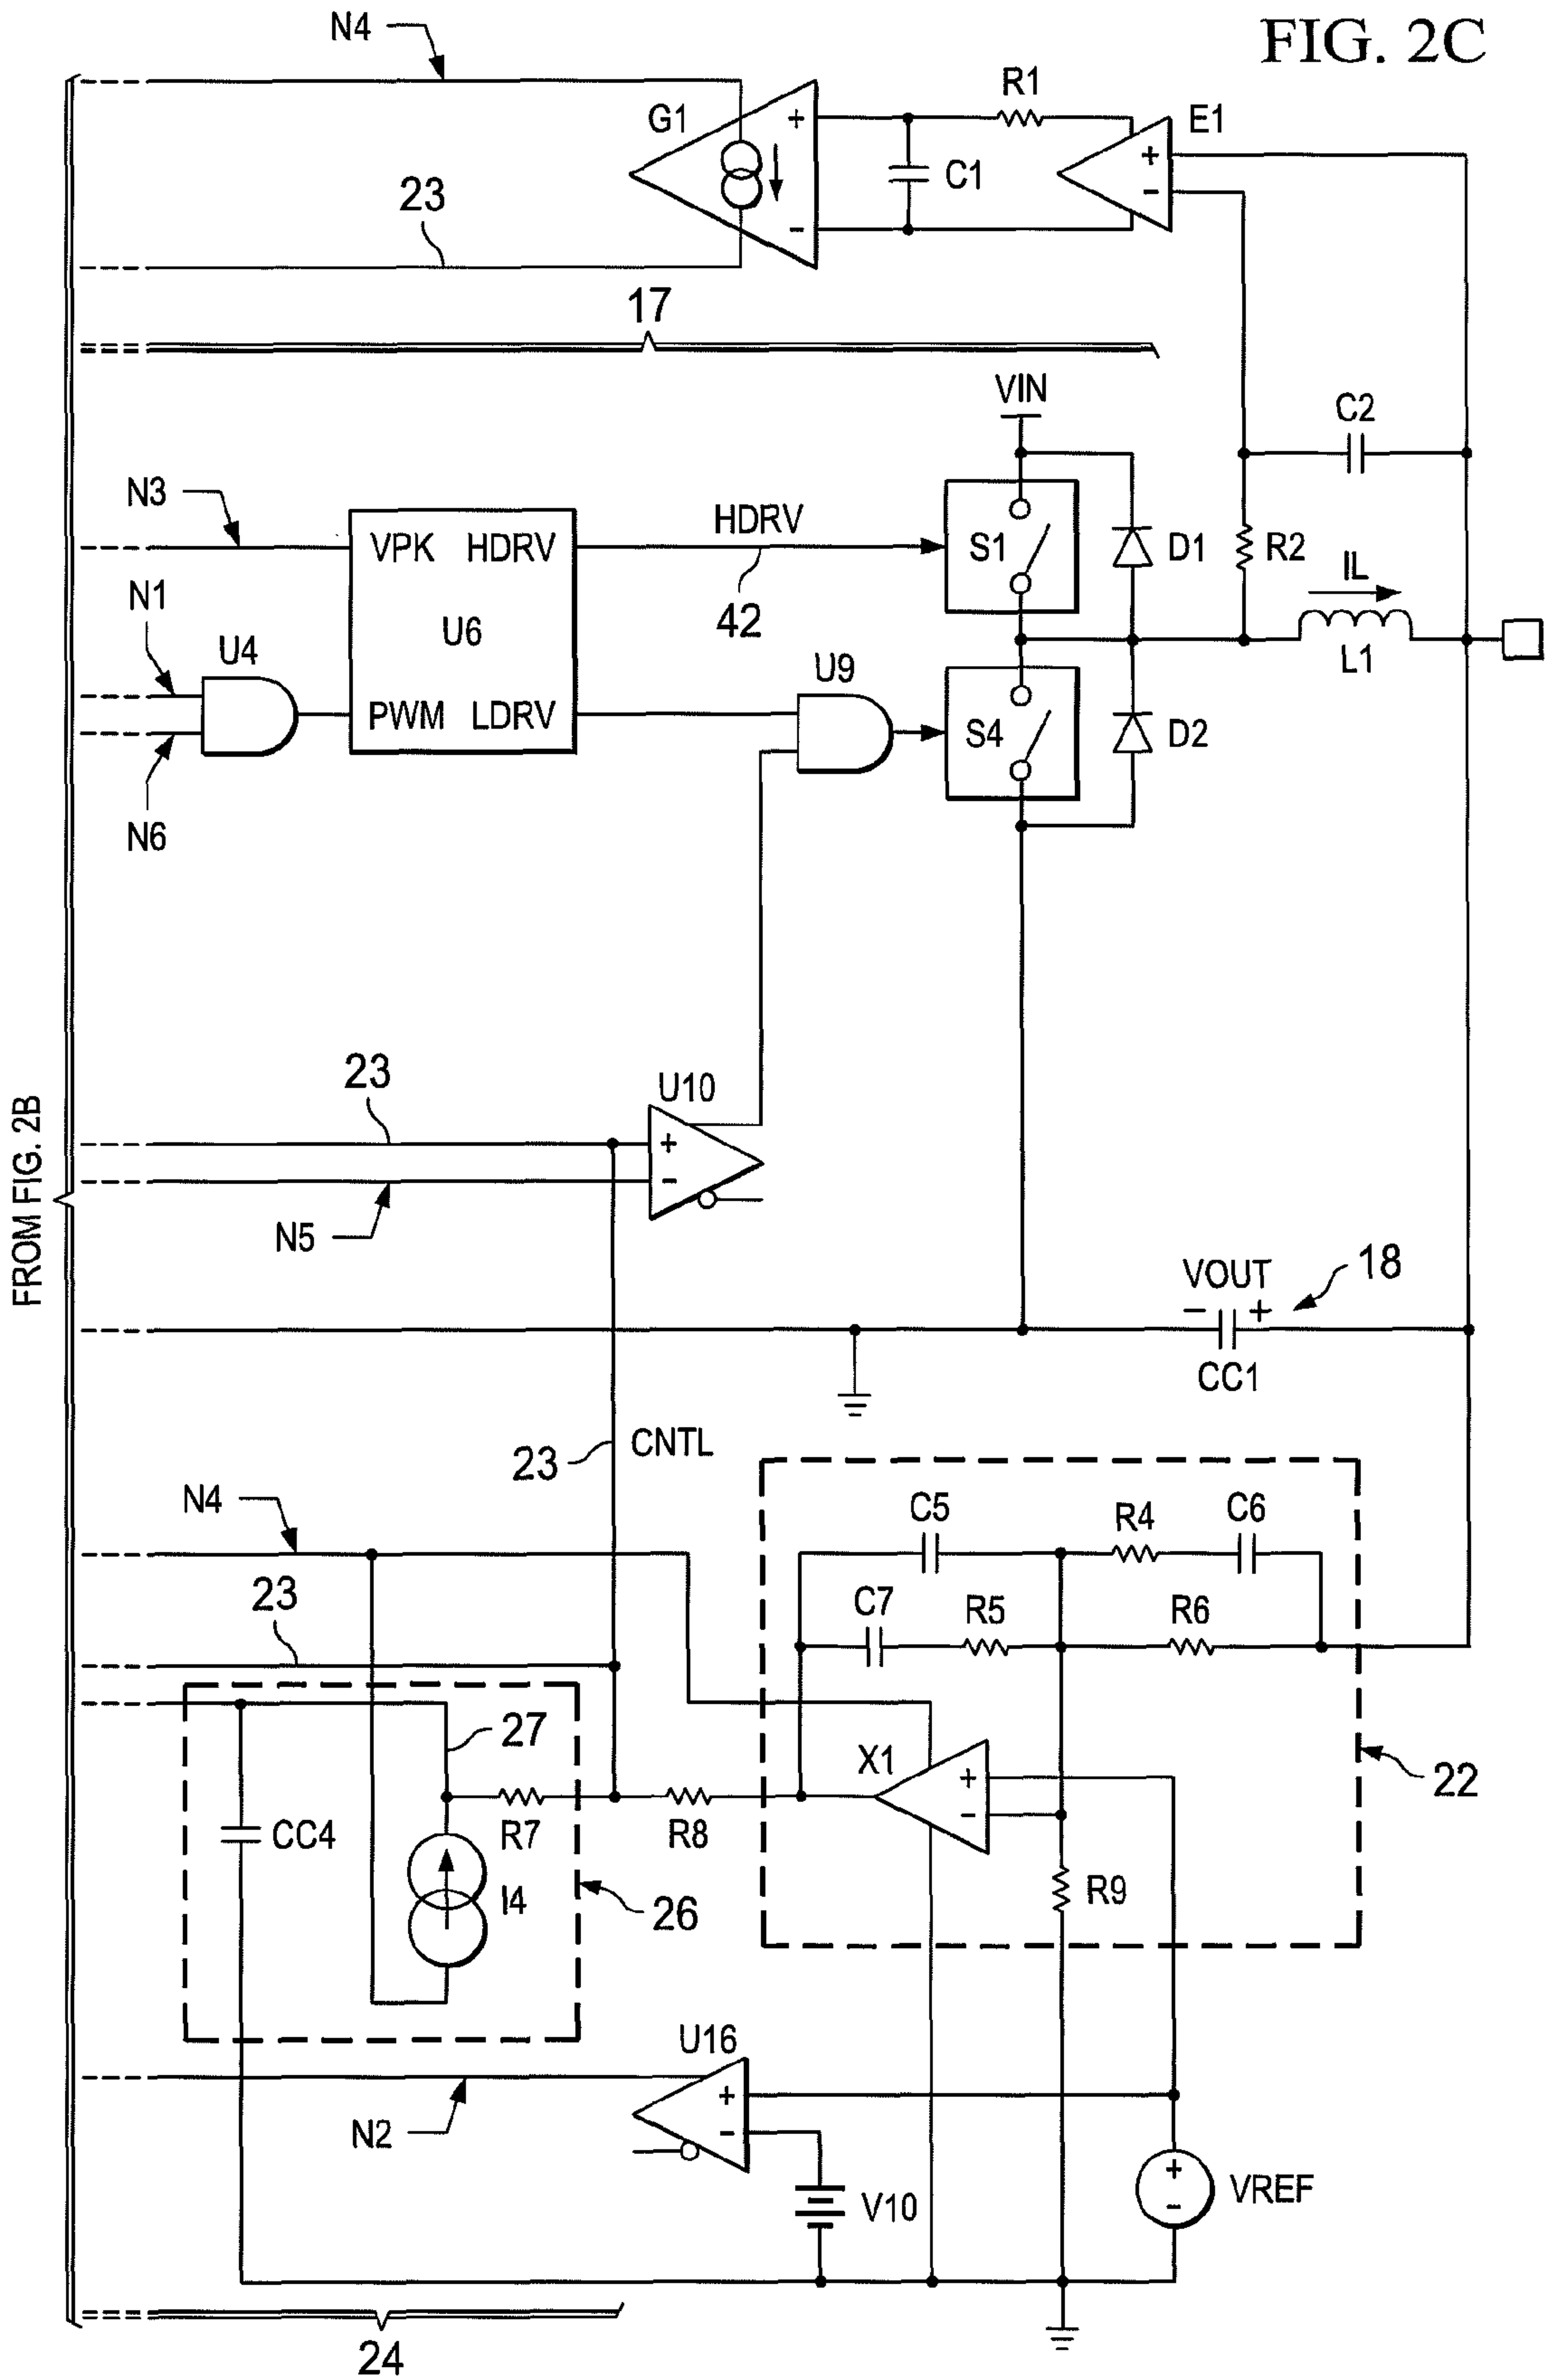 FIG. 2C
N4
R1
E1
G1
+
+
C1
-
-
23
17
VIN
C2
N3
HDRV
VPK HDRV
S1
D1
R2
IL
42
N1
U4
U6
U9
L1
PWM LDRV
S4
D2
N6
23
U10
+
-
N5
FROM FIG. 2B
VOUT
18
- +
CC1
23
CNTL
N4
C5
R4
C6
23
C7
R5
R6
27
X1
+
22
-
CC4
R7
R8
I4
26
R9
U16
+
N2
-
V10
+
-
VREF
24